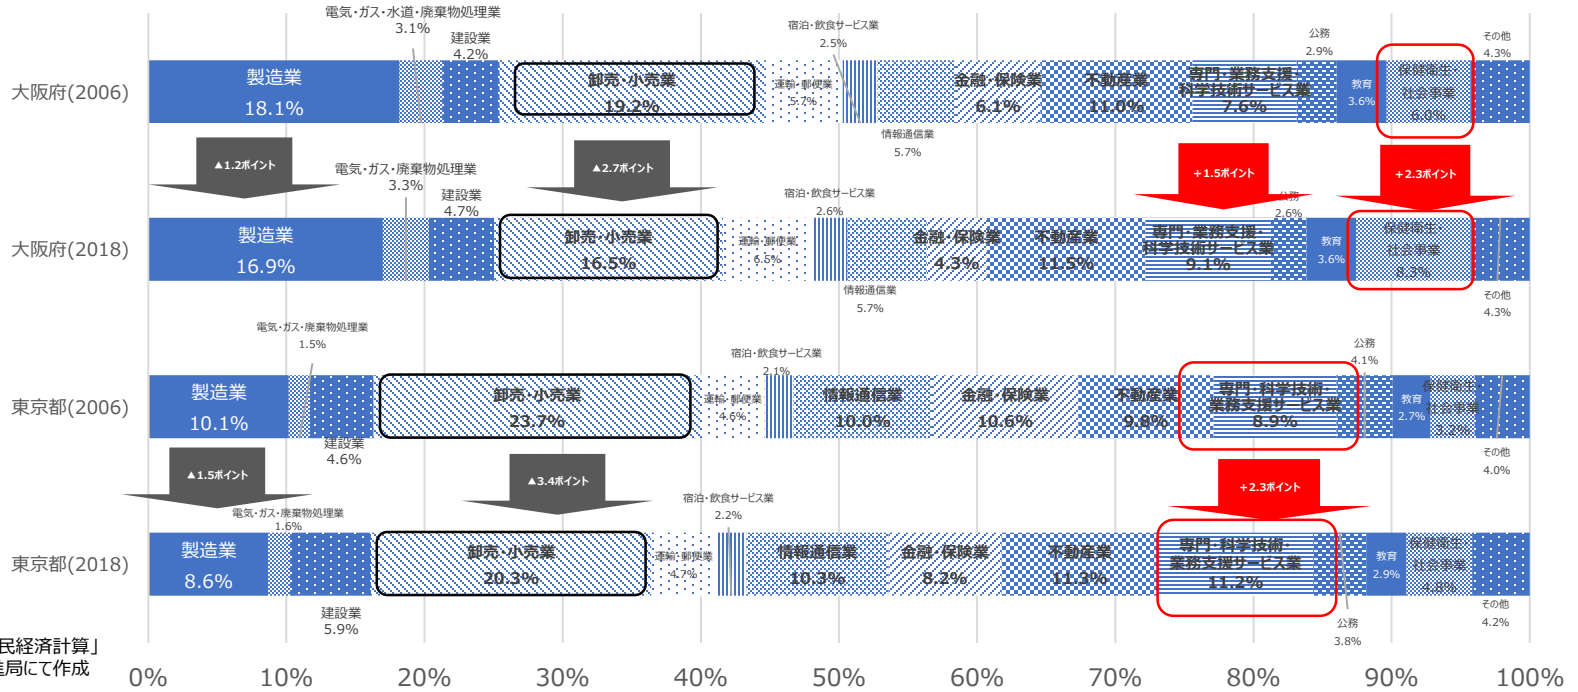 電気・ガス・水道・廃棄物処理業
3.1%
建設業
4.2%
宿泊・飲食サービス業
2.5%
公務
2.9%
その他
4.3%
大阪府(2006)
製造業
18.1%
卸売・小売業
19.2%
運輸・郵便業
5.7%
情報通信業
5.7%
金融・保険業
6.1%
不動産業
11.0%
専門・業務支援・
科学技術サービス業
7.6%
教育
3.6%
保健衛生・
社会事業
6.0%
▲1.2ポイント
▲2.7ポイント
+1.5ポイント
+2.3ポイント
電気・ガス・廃棄物処理業
3.3%
建設業
4.7%
宿泊・飲食サービス業
2.6%
公務
2.6%
大阪府(2018)
製造業
16.9%
卸売・小売業
16.5%
運輸・郵便業
6.5%
情報通信業
5.7%
金融・保険業
4.3%
不動産業
11.5%
専門・業務支援・
科学技術サービス業
9.1%
教育
3.6%
保健衛生・
社会事業
8.3%
その他
4.3%
電気・ガス・廃棄物処理業
1.5%
宿泊・飲食サービス業
2.1%
公務
4.1%
東京都(2006)
製造業
10.1%
建設業
4.6%
卸売・小売業
23.7%
運輸・郵便業
4.6%
情報通信業
10.0%
金融・保険業
10.6%
不動産業
9.8%
専門・科学技術・
業務支援サービス業
8.9%
教育
2.7%
保健衛生・
社会事業
3.2%
その他
4.0%
▲1.5ポイント
▲3.4ポイント
+2.3ポイント
電気・ガス・廃棄物処理業
1.6%
宿泊・飲食サービス業
2.2%
東京都(2018)
製造業
8.6%
建設業
5.9%
卸売・小売業
20.3%
運輸・郵便業
4.7%
情報通信業
10.3%
金融・保険業
8.2%
不動産業
11.3%
専門・科学技術・
業務支援サービス業
11.2%
公務
3.8%
教育
2.9%
保健衛生・
社会事業
4.8%
その他
4.2%
民経済計算」
局にて作成
0% 10% 20% 30% 40% 50% 60% 70% 80% 90% 100%